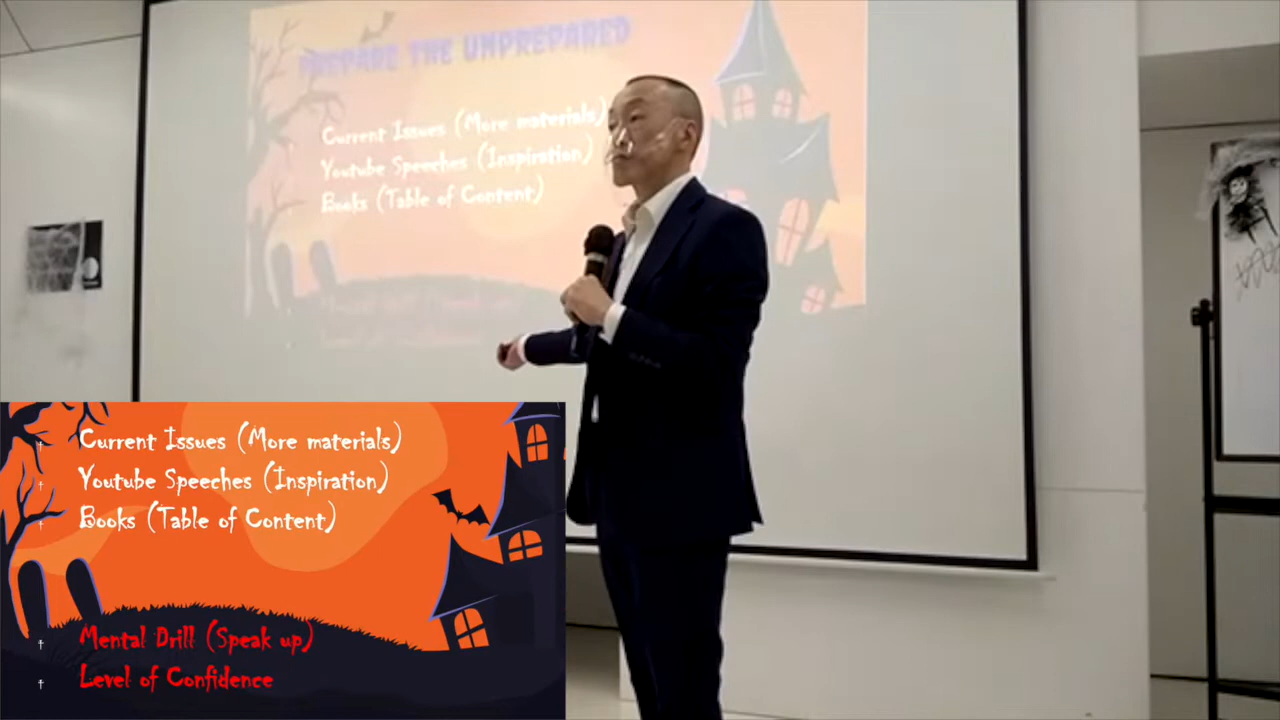 PREPARE THE UNPREPARED
Current Issues (More materials)
Youtube Speeches (Inspiration)
Books (Table of Content)
Current Issues (More materials)
Youtube Speeches (Inspiration)
Books (Table of Content)
Mental Drill (Speak up)
Level of Confidence